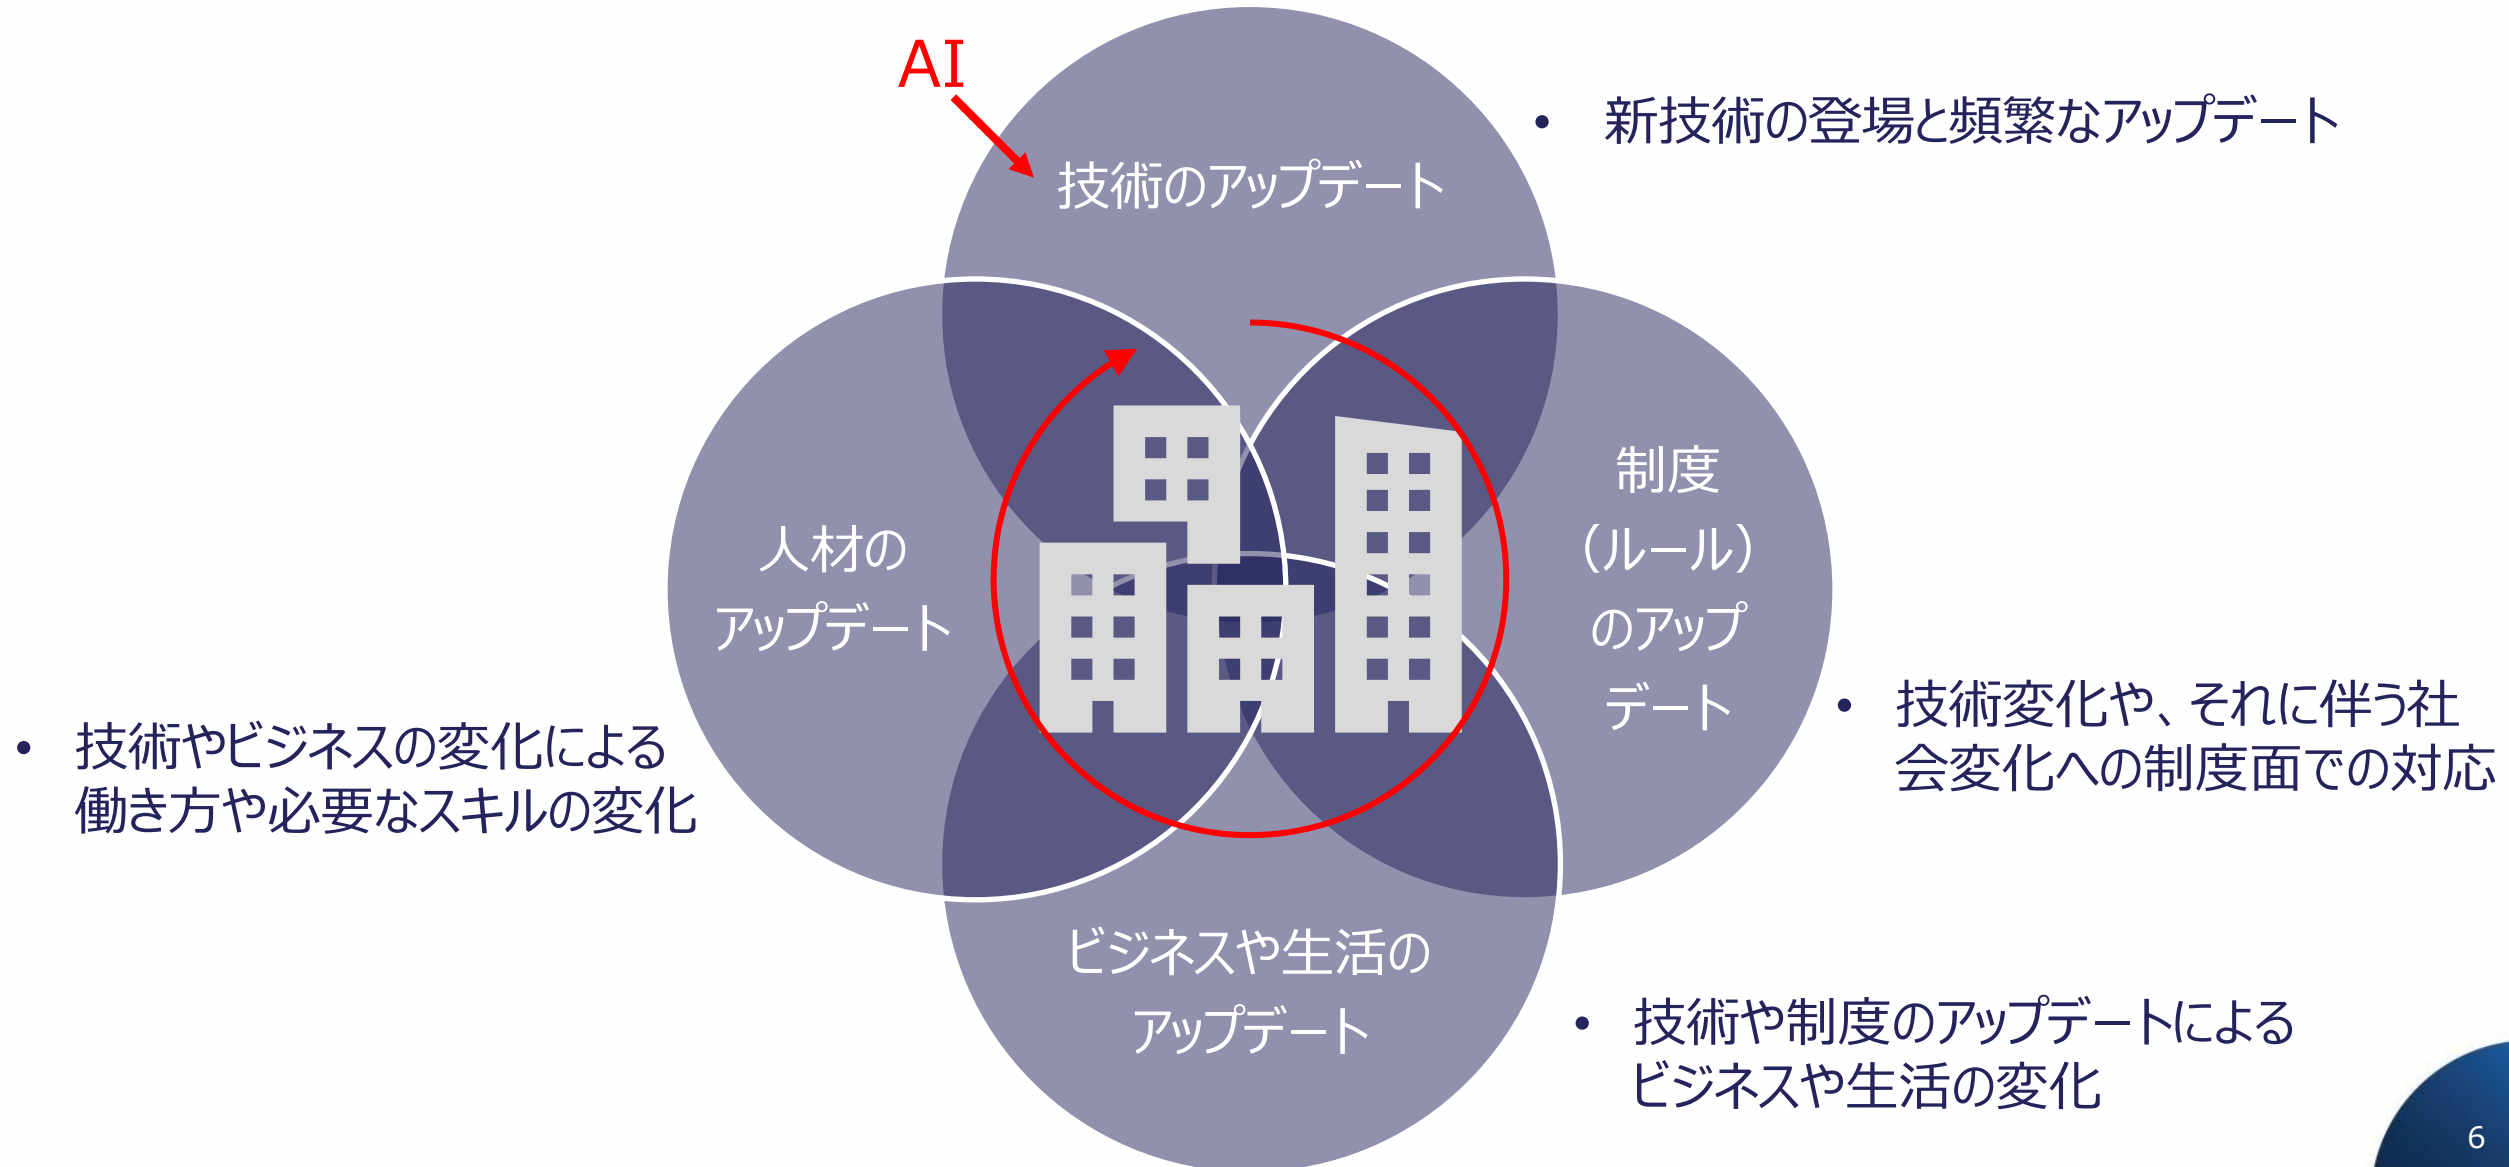 AI
技術のアップデート
• 新技術の登場と頻繁なアップデート
制度
(ルール)
のアップ
デート
• 技術変化や、それに伴う社
会変化への制度面での対応
人材の
アップデート
• 技術やビジネスの変化による
働き方や必要なスキルの変化
ビジネスや生活の
アップデート
• 技術や制度のアップデートによる
ビジネスや生活の変化
6